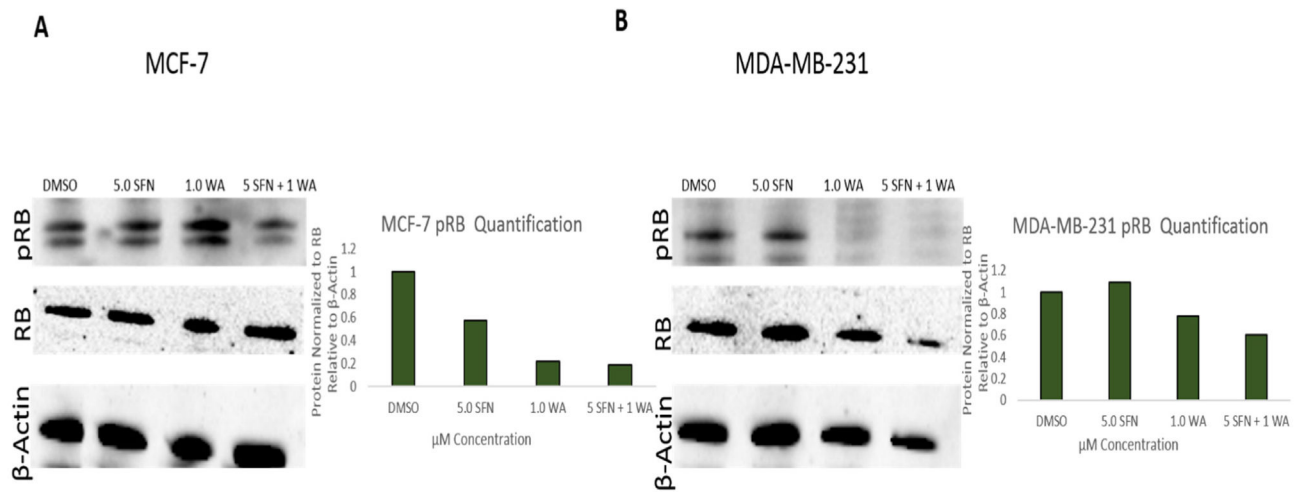 A
MCF-7
DMSO 5.0 SFN 1.0 WA 5 SFN + 1 WA
pRB
RB
β-Actin
MCF-7 pRB Quantification
Protein Normalized to RB
Relative to β-Actin
1.2
1
0.8
0.6
0.4
0.2
0
DMSO 5.0 SFN 1.0 WA 5 SFN + 1 WA
μM Concentration
B
MDA-MB-231
DMSO 5.0 SFN 1.0 WA 5 SFN + 1 WA
pRB
RB
β-Actin
MDA-MB-231 pRB Quantification
Protein Normalized to RB
Relative to β-Actin
1.2
1
0.8
0.6
0.4
0.2
0
DMSO 5.0 SFN 1.0 WA 5 SFN + 1 WA
μM Concentration